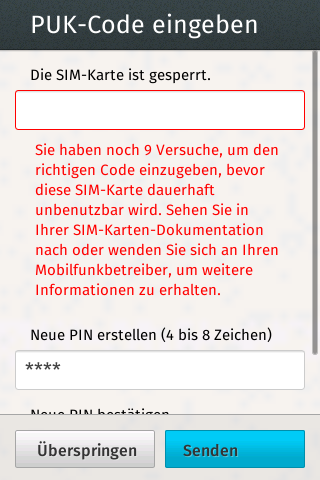 PUK-Code eingeben
Die SIM-Karte ist gesperrt.
Sie haben noch 9 Versuche, um den
richtigen Code einzugeben, bevor
diese SIM-Karte dauerhaft
unbenutzbar wird. Sehen Sie in
Ihrer SIM-Karten-Dokumentation
nach oder wenden Sie sich an Ihren
Mobilfunkbetreiber, um weitere
Informationen zu erhalten.
Neue PIN erstellen (4 bis 8 Zeichen)
****
Neue PIN bestätigen
Überspringen
Senden